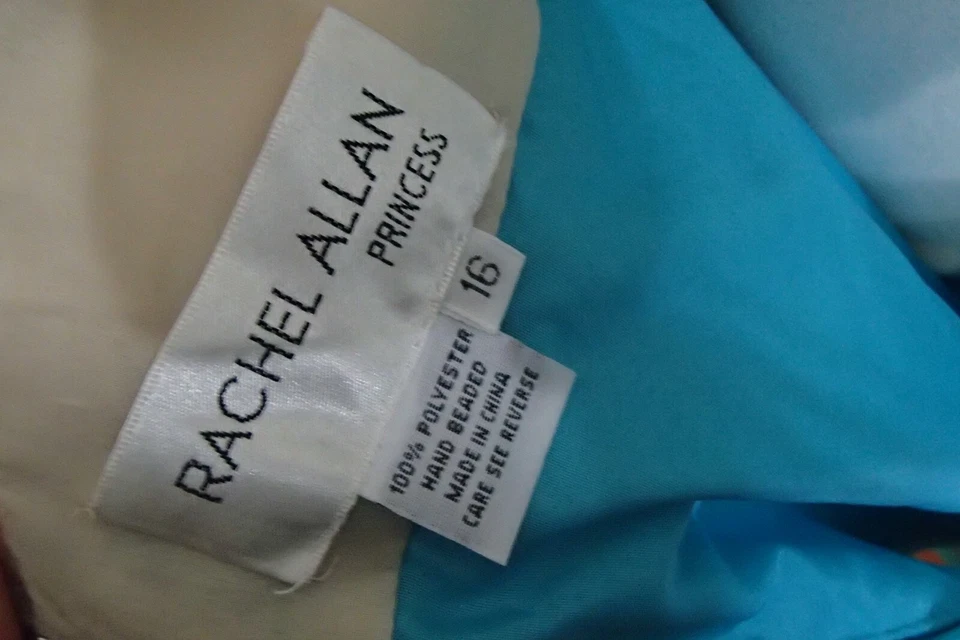 RACHEL ALLAN
PRINCESS
16
100% POLYESTER
HAND BEADED
MADE IN CHINA
CARE SEE REVERSE